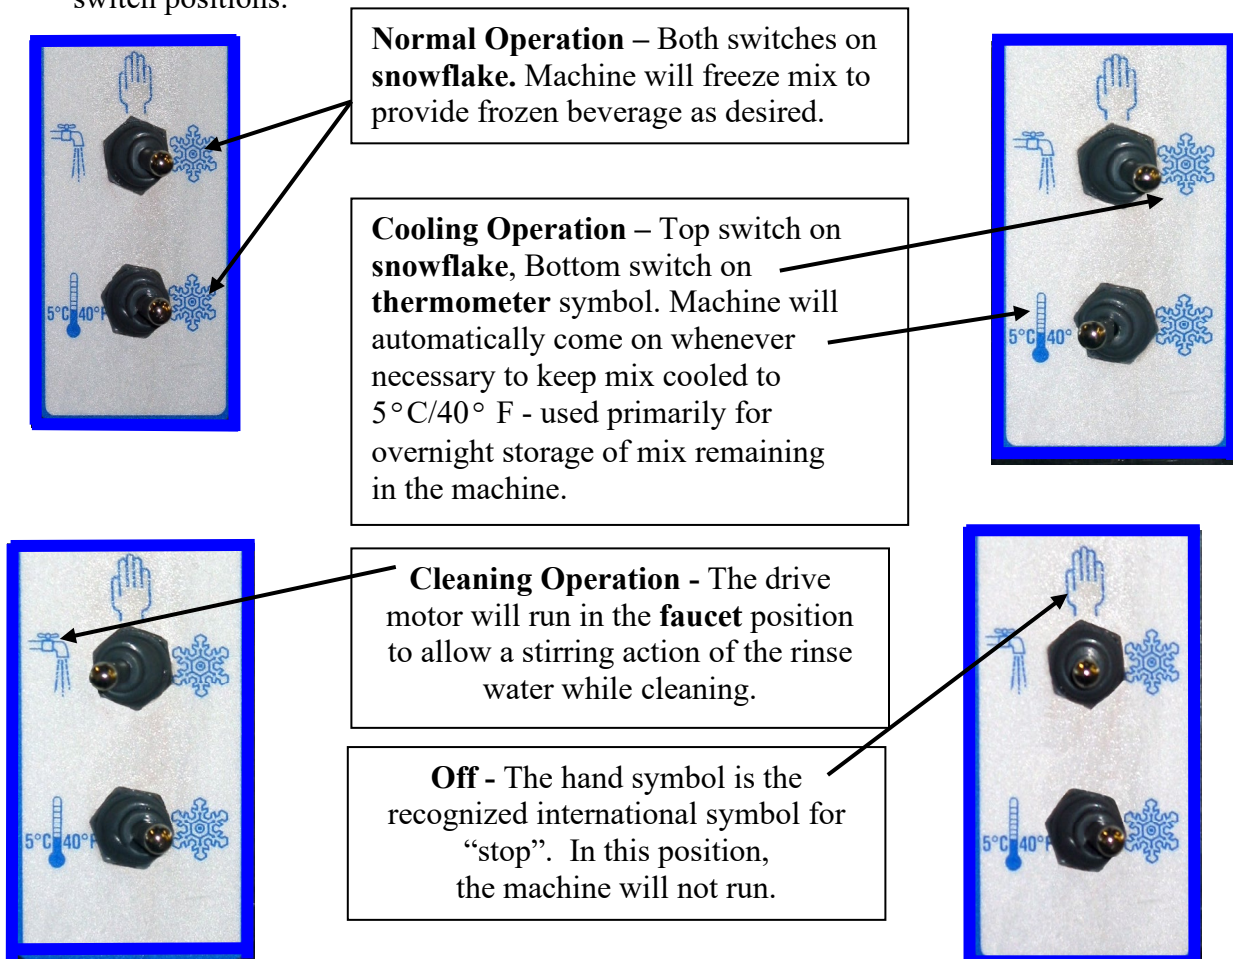 switch positions.
Normal Operation – Both switches on
snowflake. Machine will freeze mix to
provide frozen beverage as desired.
5°C 40°F
Cooling Operation – Top switch on
snowflake, Bottom switch on
thermometer symbol. Machine will
automatically come on whenever
necessary to keep mix cooled to
5°C/40° F - used primarily for
overnight storage of mix remaining
in the machine.
5°C 40°
Cleaning Operation - The drive
motor will run in the faucet position
to allow a stirring action of the rinse
water while cleaning.
5°C 40°F
Off - The hand symbol is the
recognized international symbol for
“stop”. In this position,
the machine will not run.
5°C 40°F